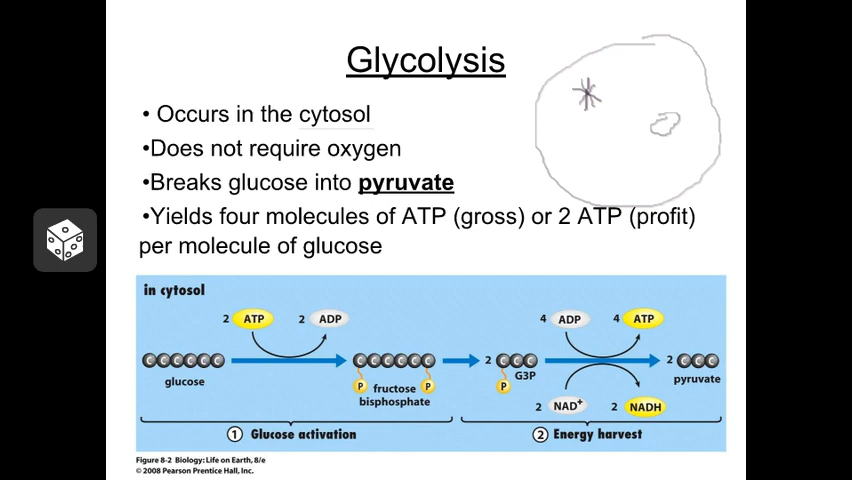 Glycolysis
• Occurs in the cytosol
•Does not require oxygen
•Breaks glucose into pyruvate
•Yields four molecules of ATP (gross) or 2 ATP (profit)
per molecule of glucose
in cytosol
2 ATP 2 ADP 4 ADP 4 ATP
C C C C C C C C C C C C 2 C C C 2 C C C
glucose P fructose P P G3P pyruvate
bisphosphate
2 NAD+ 2 NADH
1 Glucose activation 2 Energy harvest
Figure 8-2 Biology: Life on Earth, 8/e
© 2008 Pearson Prentice Hall, Inc.